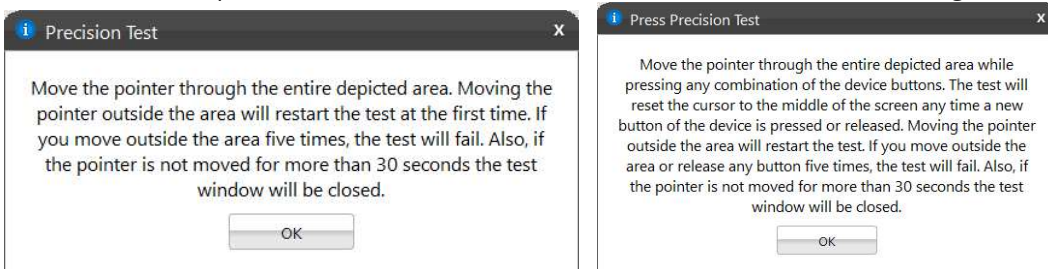 Precision Test
x
Move the pointer through the entire depicted area. Moving the
pointer outside the area will restart the test at the first time. If
you move outside the area five times, the test will fail. Also, if
the pointer is not moved for more than 30 seconds the test
window will be closed.
OK
Press Precision Test
x
Move the pointer through the entire depicted area while
pressing any combination of the device buttons. The test will
reset the cursor to the middle of the screen any time a new
button of the device is pressed or released. Moving the pointer
outside the area will restart the test. If you move outside the
area or release any button five times, the test will fail. Also, if
the pointer is not moved for more than 30 seconds the test
window will be closed.
OK